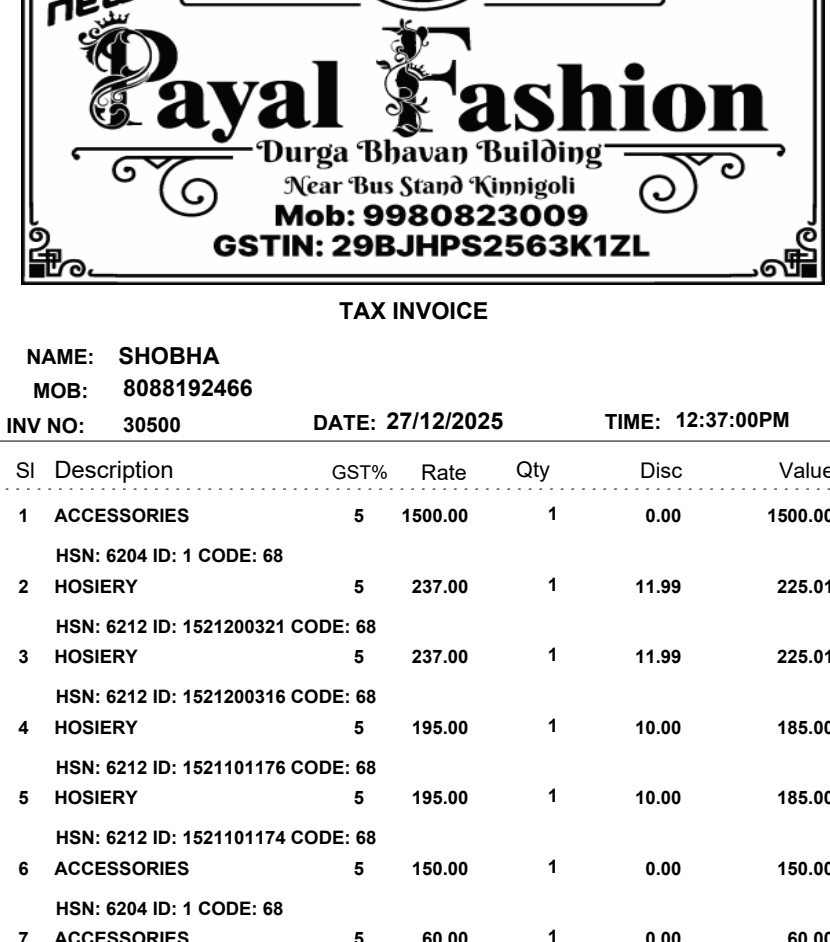 new
Payal Fashion
Durga Bhavan Building
Near Bus Stand Kinnigoli
Mob: 9980823009
GSTIN: 29BJHPS2563K1ZL
TAX INVOICE
NAME: SHOBHA
MOB: 8088192466
INV NO: 30500 DATE: 27/12/2025 TIME: 12:37:00PM
Sl Description GST% Rate Qty Disc Value
1 ACCESSORIES 5 1500.00 1 0.00 1500.00
HSN: 6204 ID: 1 CODE: 68
2 HOSIERY 5 237.00 1 11.99 225.01
HSN: 6212 ID: 1521200321 CODE: 68
3 HOSIERY 5 237.00 1 11.99 225.01
HSN: 6212 ID: 1521200316 CODE: 68
4 HOSIERY 5 195.00 1 10.00 185.00
HSN: 6212 ID: 1521101176 CODE: 68
5 HOSIERY 5 195.00 1 10.00 185.00
HSN: 6212 ID: 1521101174 CODE: 68
6 ACCESSORIES 5 150.00 1 0.00 150.00
HSN: 6204 ID: 1 CODE: 68
7 ACCESSORIES 5 60.00 1 0.00 60.00